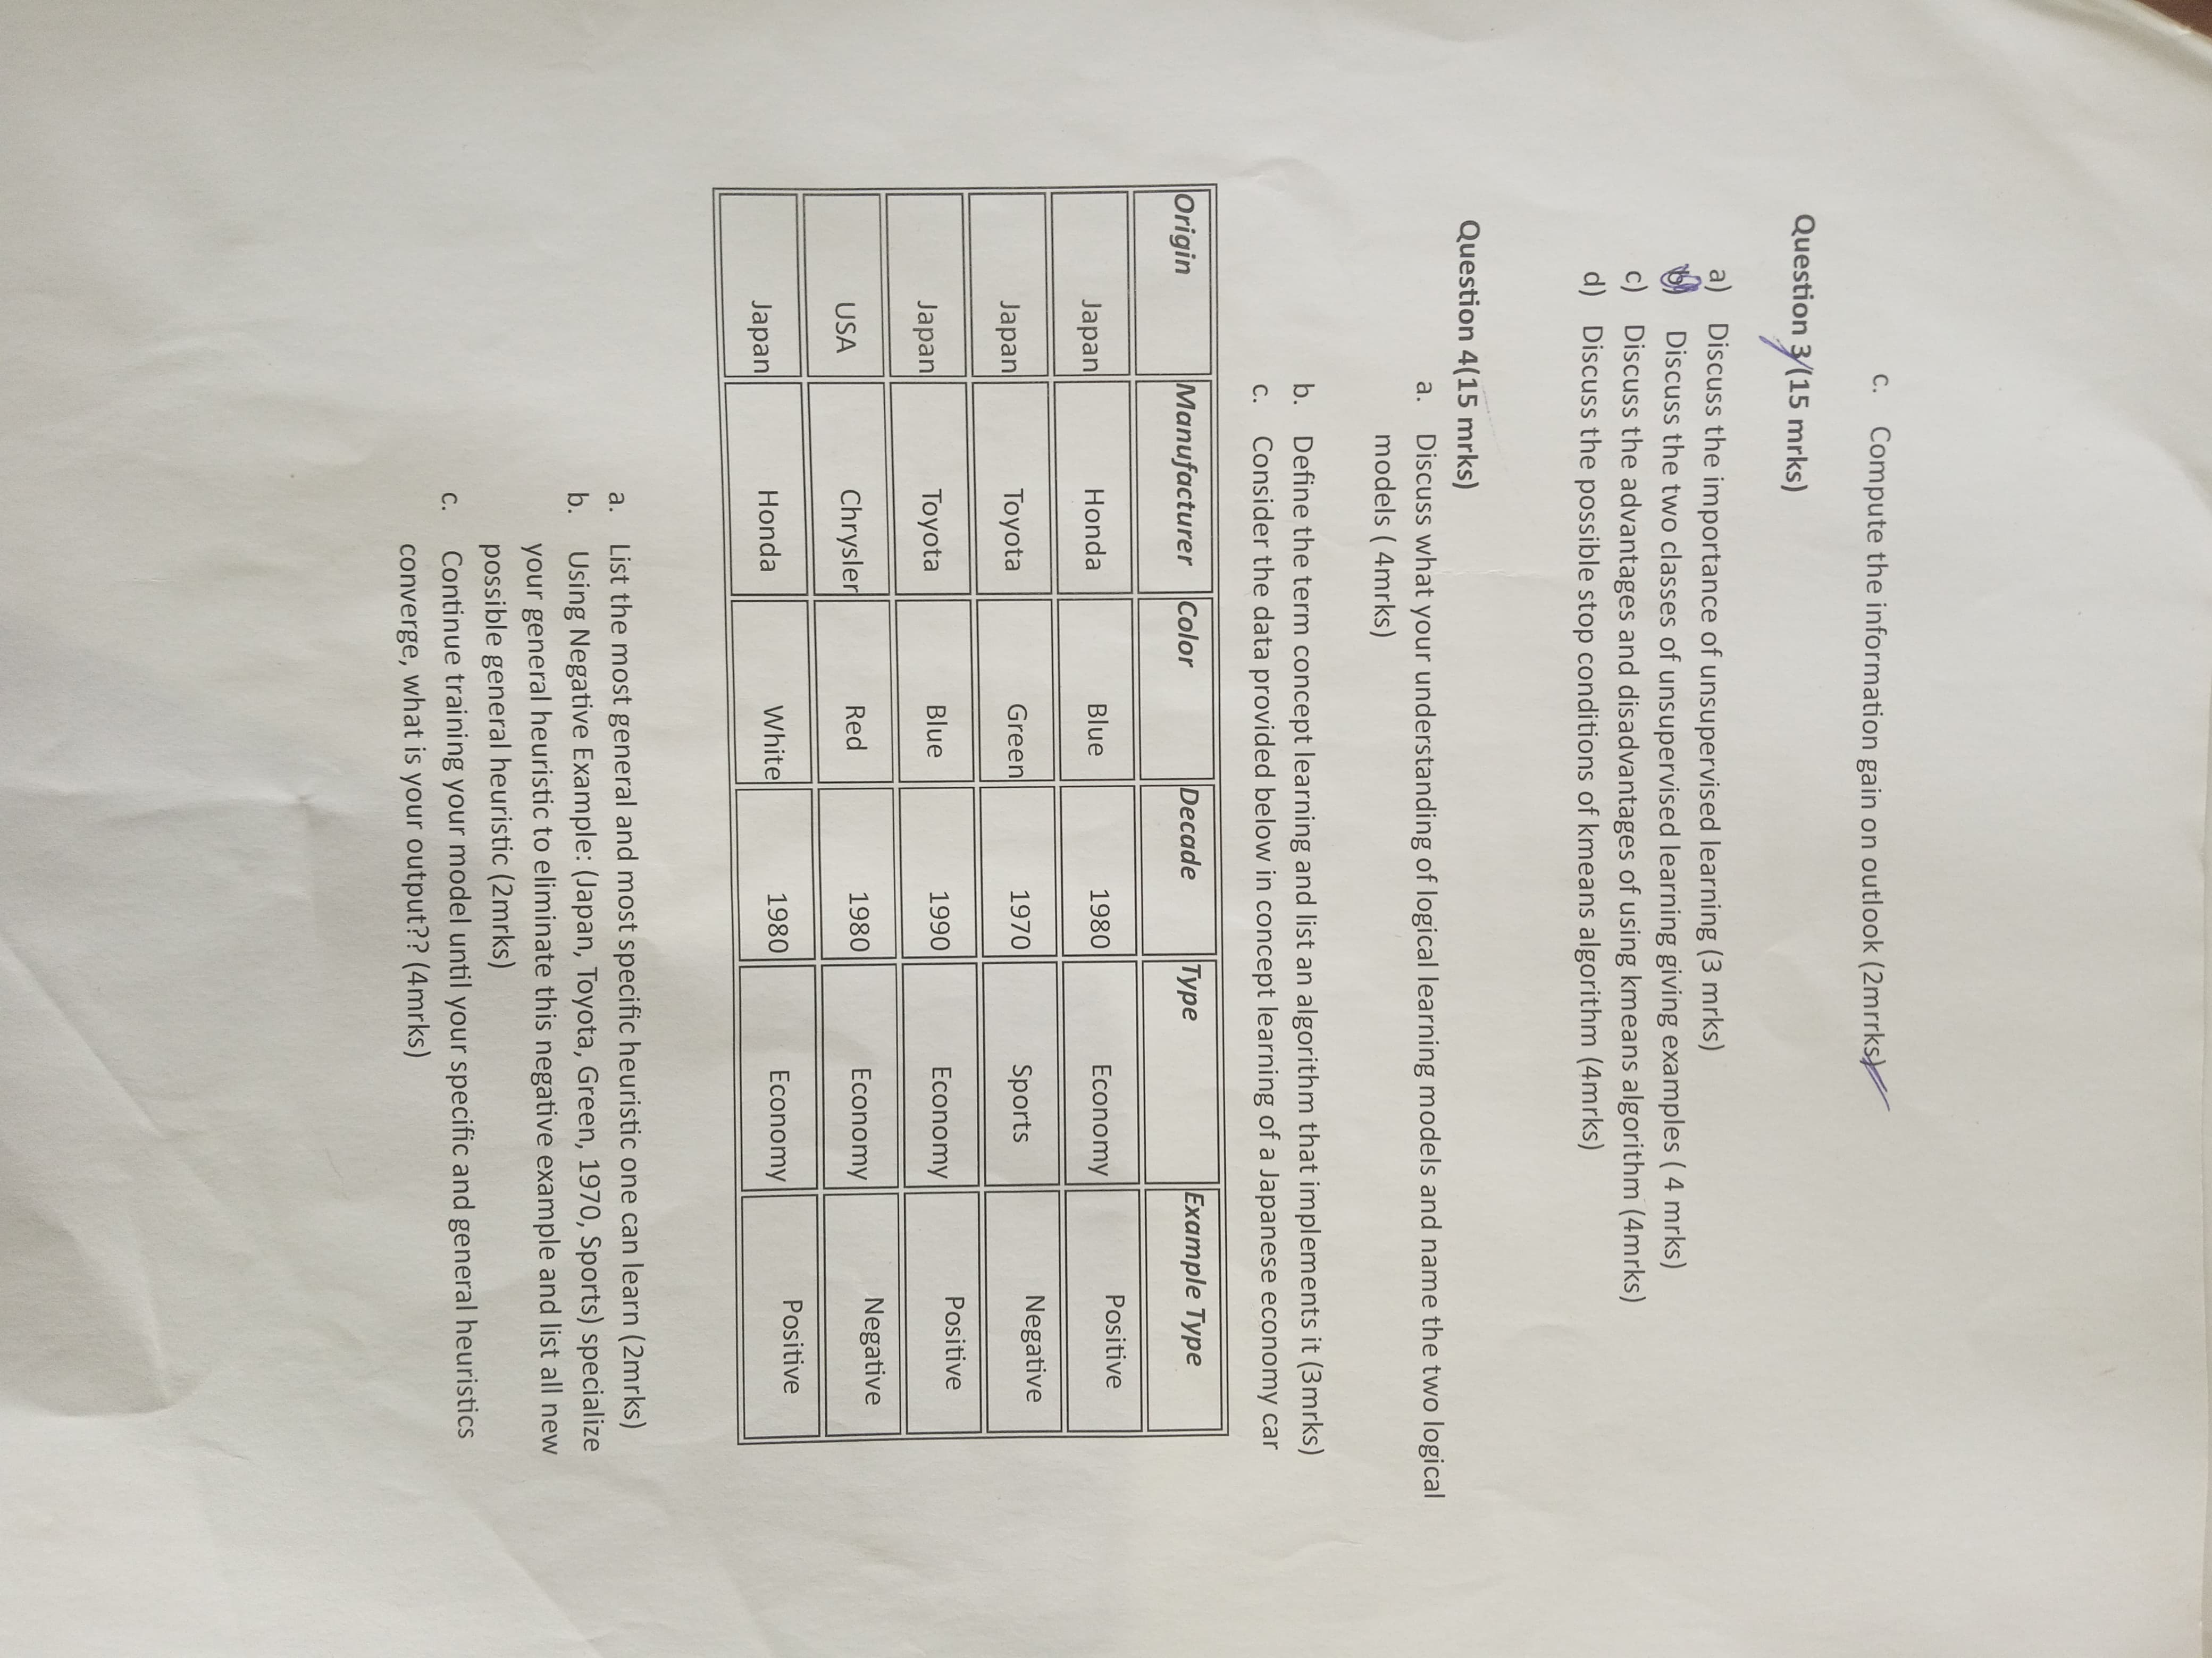 c. Compute the information gain on outlook (2mrrks)
Question 3 (15 mrks)
a) Discuss the importance of unsupervised learning (3 mrks)
b) Discuss the two classes of unsupervised learning giving examples ( 4 mrks)
c) Discuss the advantages and disadvantages of using kmeans algorithm (4mrks)
d) Discuss the possible stop conditions of kmeans algorithm (4mrks)
Question 4(15 mrks)
a. Discuss what your understanding of logical learning models and name the two logical
models ( 4mrks)
b. Define the term concept learning and list an algorithm that implements it (3mrks)
c. Consider the data provided below in concept learning of a Japanese economy car
Origin Manufacturer Color Decade Type Example Type
Japan Honda Blue 1980 Economy Positive
Japan Toyota Green 1970 Sports Negative
Japan Toyota Blue 1990 Economy Positive
USA Chrysler Red 1980 Economy Negative
Japan Honda White 1980 Economy Positive
a. List the most general and most specific heuristic one can learn (2mrks)
b. Using Negative Example: (Japan, Toyota, Green, 1970, Sports) specialize
your general heuristic to eliminate this negative example and list all new
possible general heuristic (2mrks)
c. Continue training your model until your specific and general heuristics
converge, what is your output?? (4mrks)